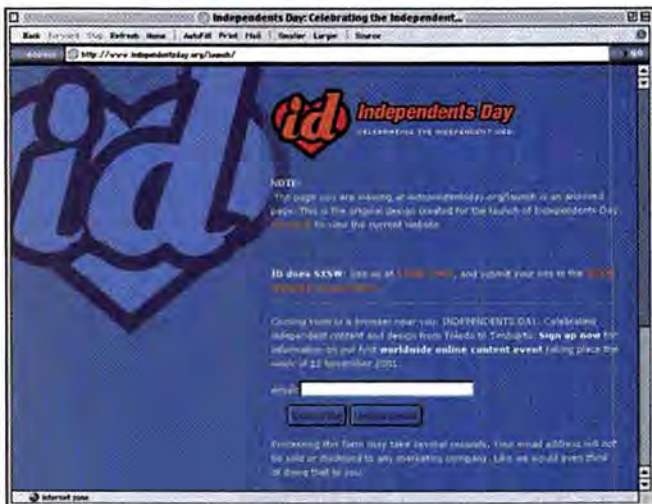 Independents Day: Celebrating the Independent...
Back Forward Stop Refresh Home AutoFill Print Mail Smaller Larger Source
Address http://www.independentsday.org/launch/
id
id Independents Day
CELEBRATING THE INDEPENDENT WEB
NOTE:
The page you are viewing at independentsday.org/launch is an archived
page. This is the original design created for the launch of Independents Day.
to view the current website.
ID does SXSW: See us at and submit your site to the
Coming soon to a browser near you: INDEPENDENTS DAY. Celebrating
independent content and design from Toledo to Timbuktu. Sign up now for
information on our first worldwide online content event taking place the
week of 12 November 2001.
email:
Processing this form may take several seconds. Your email address will not
be sold or disclosed to any marketing company. Like we would even think
of doing that to you.
Internet zone